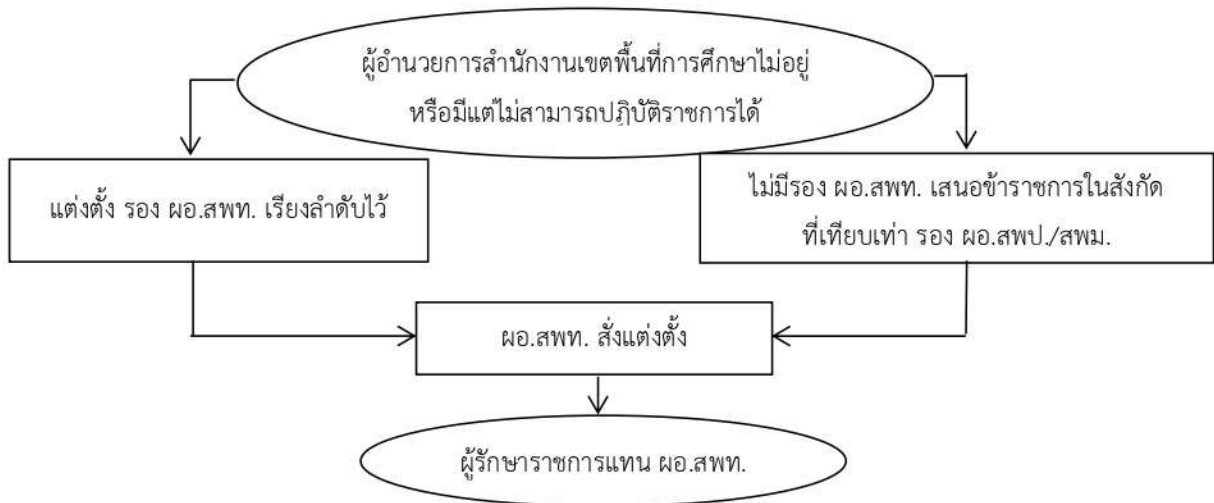 ผู้อำนวยการสำนักงานเขตพื้นที่การศึกษาไม่อยู่
หรือมีแต่ไม่สามารถปฏิบัติราชการได้
แต่งตั้ง รอง ผอ.สพท. เรียงลำดับไว้
ไม่มีรอง ผอ.สพท. เสนอข้าราชการในสังกัด
ที่เทียบเท่า รอง ผอ.สพป./สพม.
ผอ.สพท. สั่งแต่งตั้ง
ผู้รักษาราชการแทน ผอ.สพท.